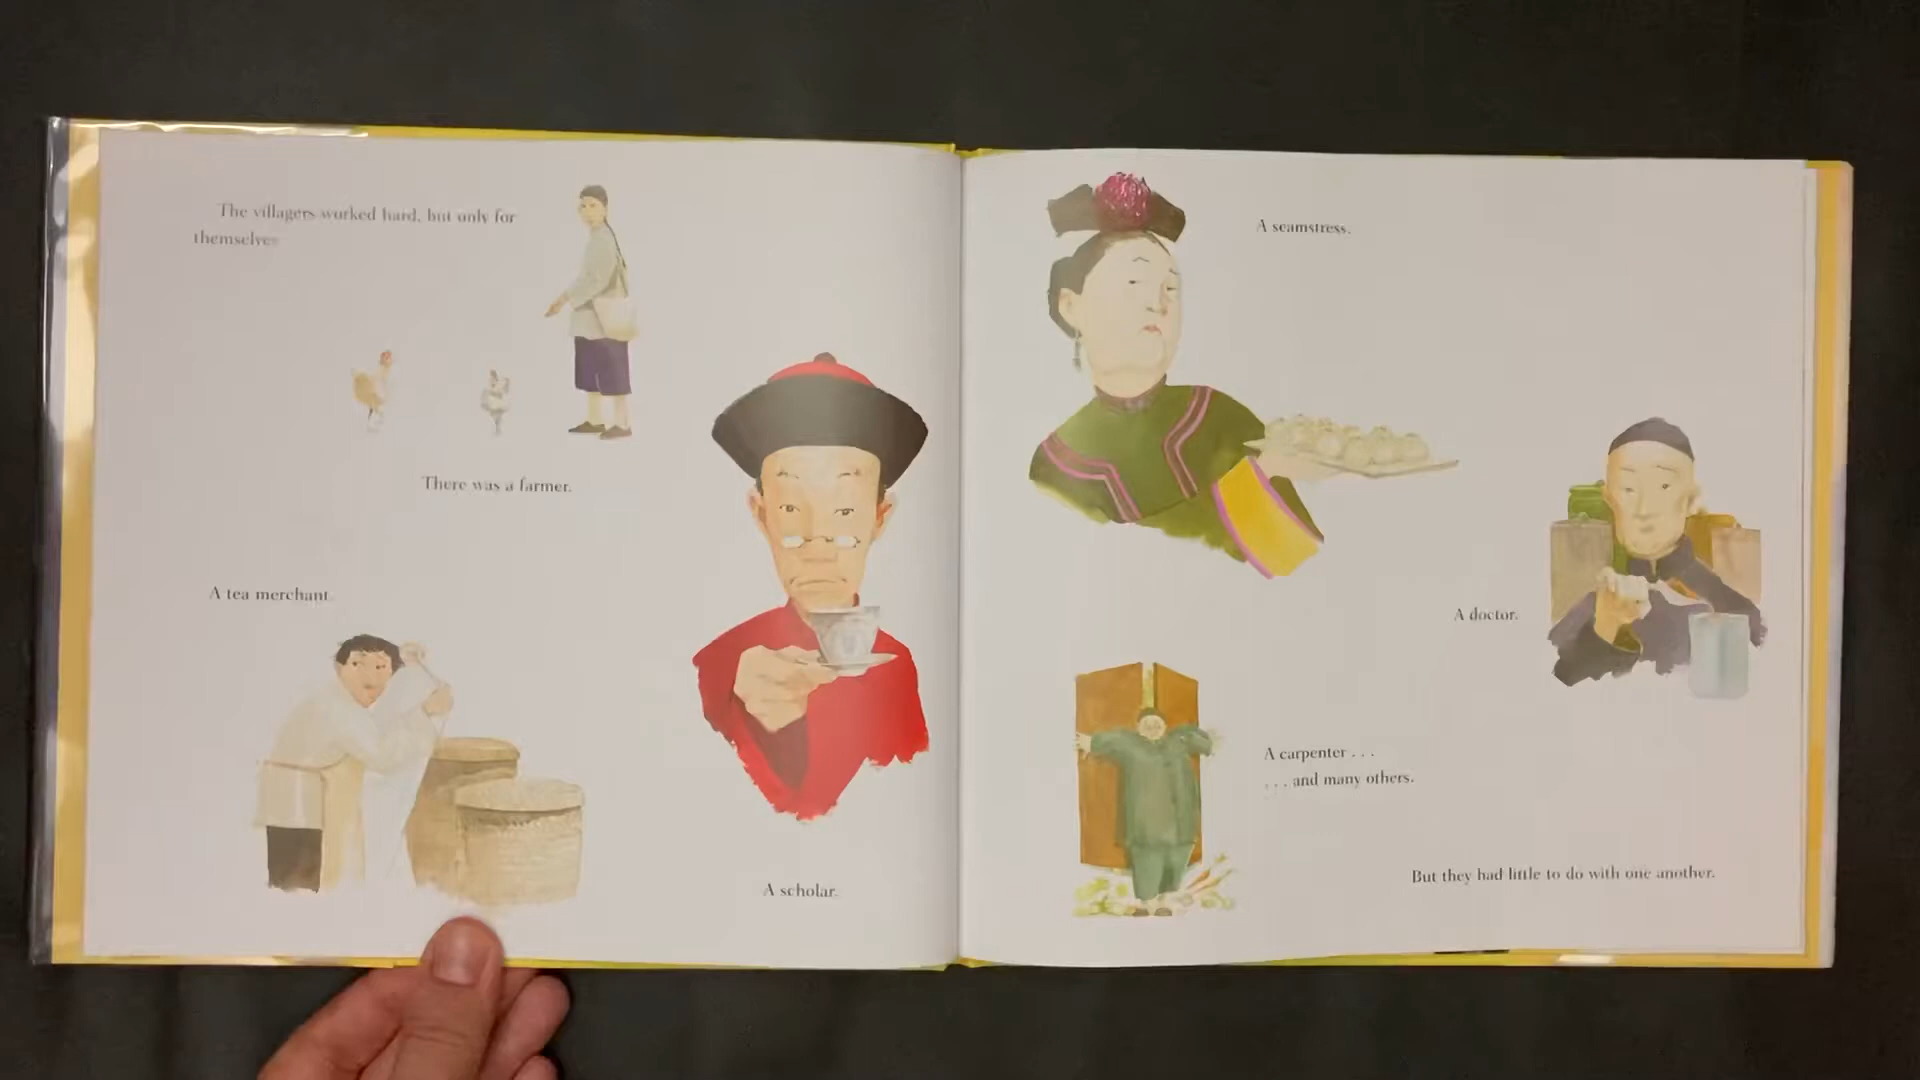 The villagers worked hard, but only for
themselves
There was a farmer.
A tea merchant.
A scholar.
A seamstress.
A doctor.
A carpenter . . .
. . . and many others.
But they had little to do with one another.